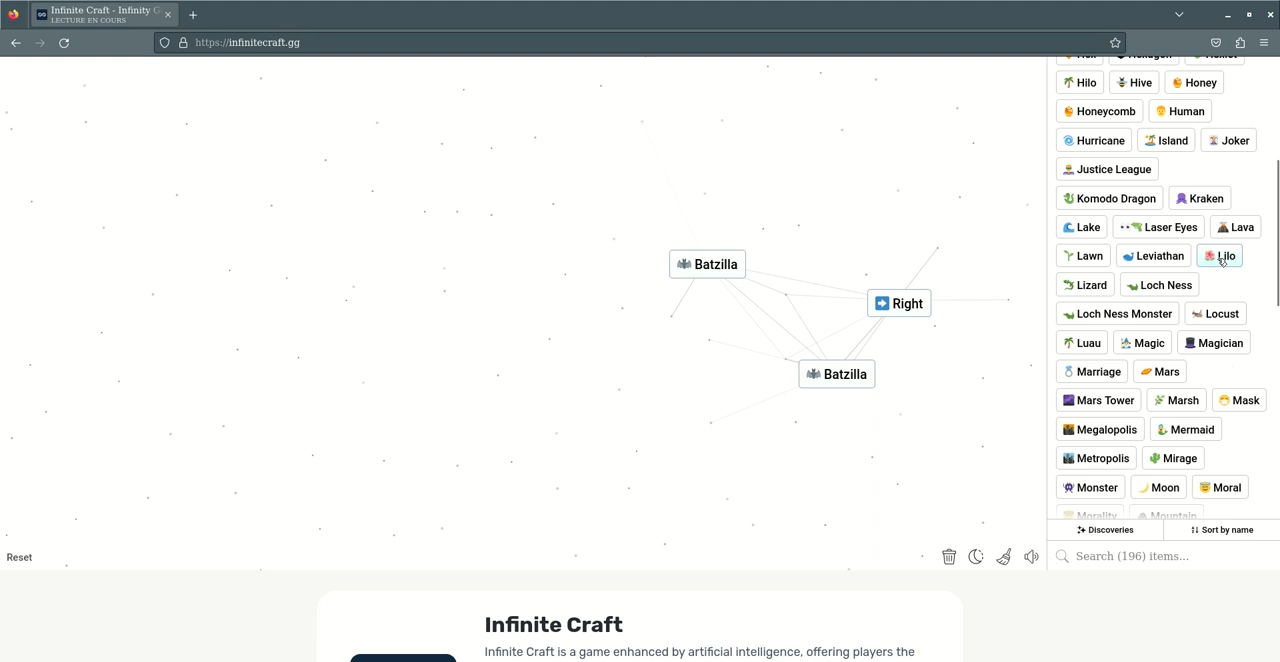 Infinite Craft - Infinity C
LECTURE EN COURS
https://infinitecraft.gg
Hilo
Hive
Honey
Honeycomb
Human
Hurricane
Island
Joker
Justice League
Komodo Dragon
Kraken
Lake
Laser Eyes
Lava
Lawn
Leviathan
Lilo
Lizard
Loch Ness
Loch Ness Monster
Locust
Luau
Magic
Magician
Marriage
Mars
Mars Tower
Marsh
Mask
Megalopolis
Mermaid
Metropolis
Mirage
Monster
Moon
Moral
Morality
Mountain
Batzilla
Right
Batzilla
Discoveries
Sort by name
Search (196) items...
Reset
Infinite Craft
Infinite Craft is a game enhanced by artificial intelligence, offering players the